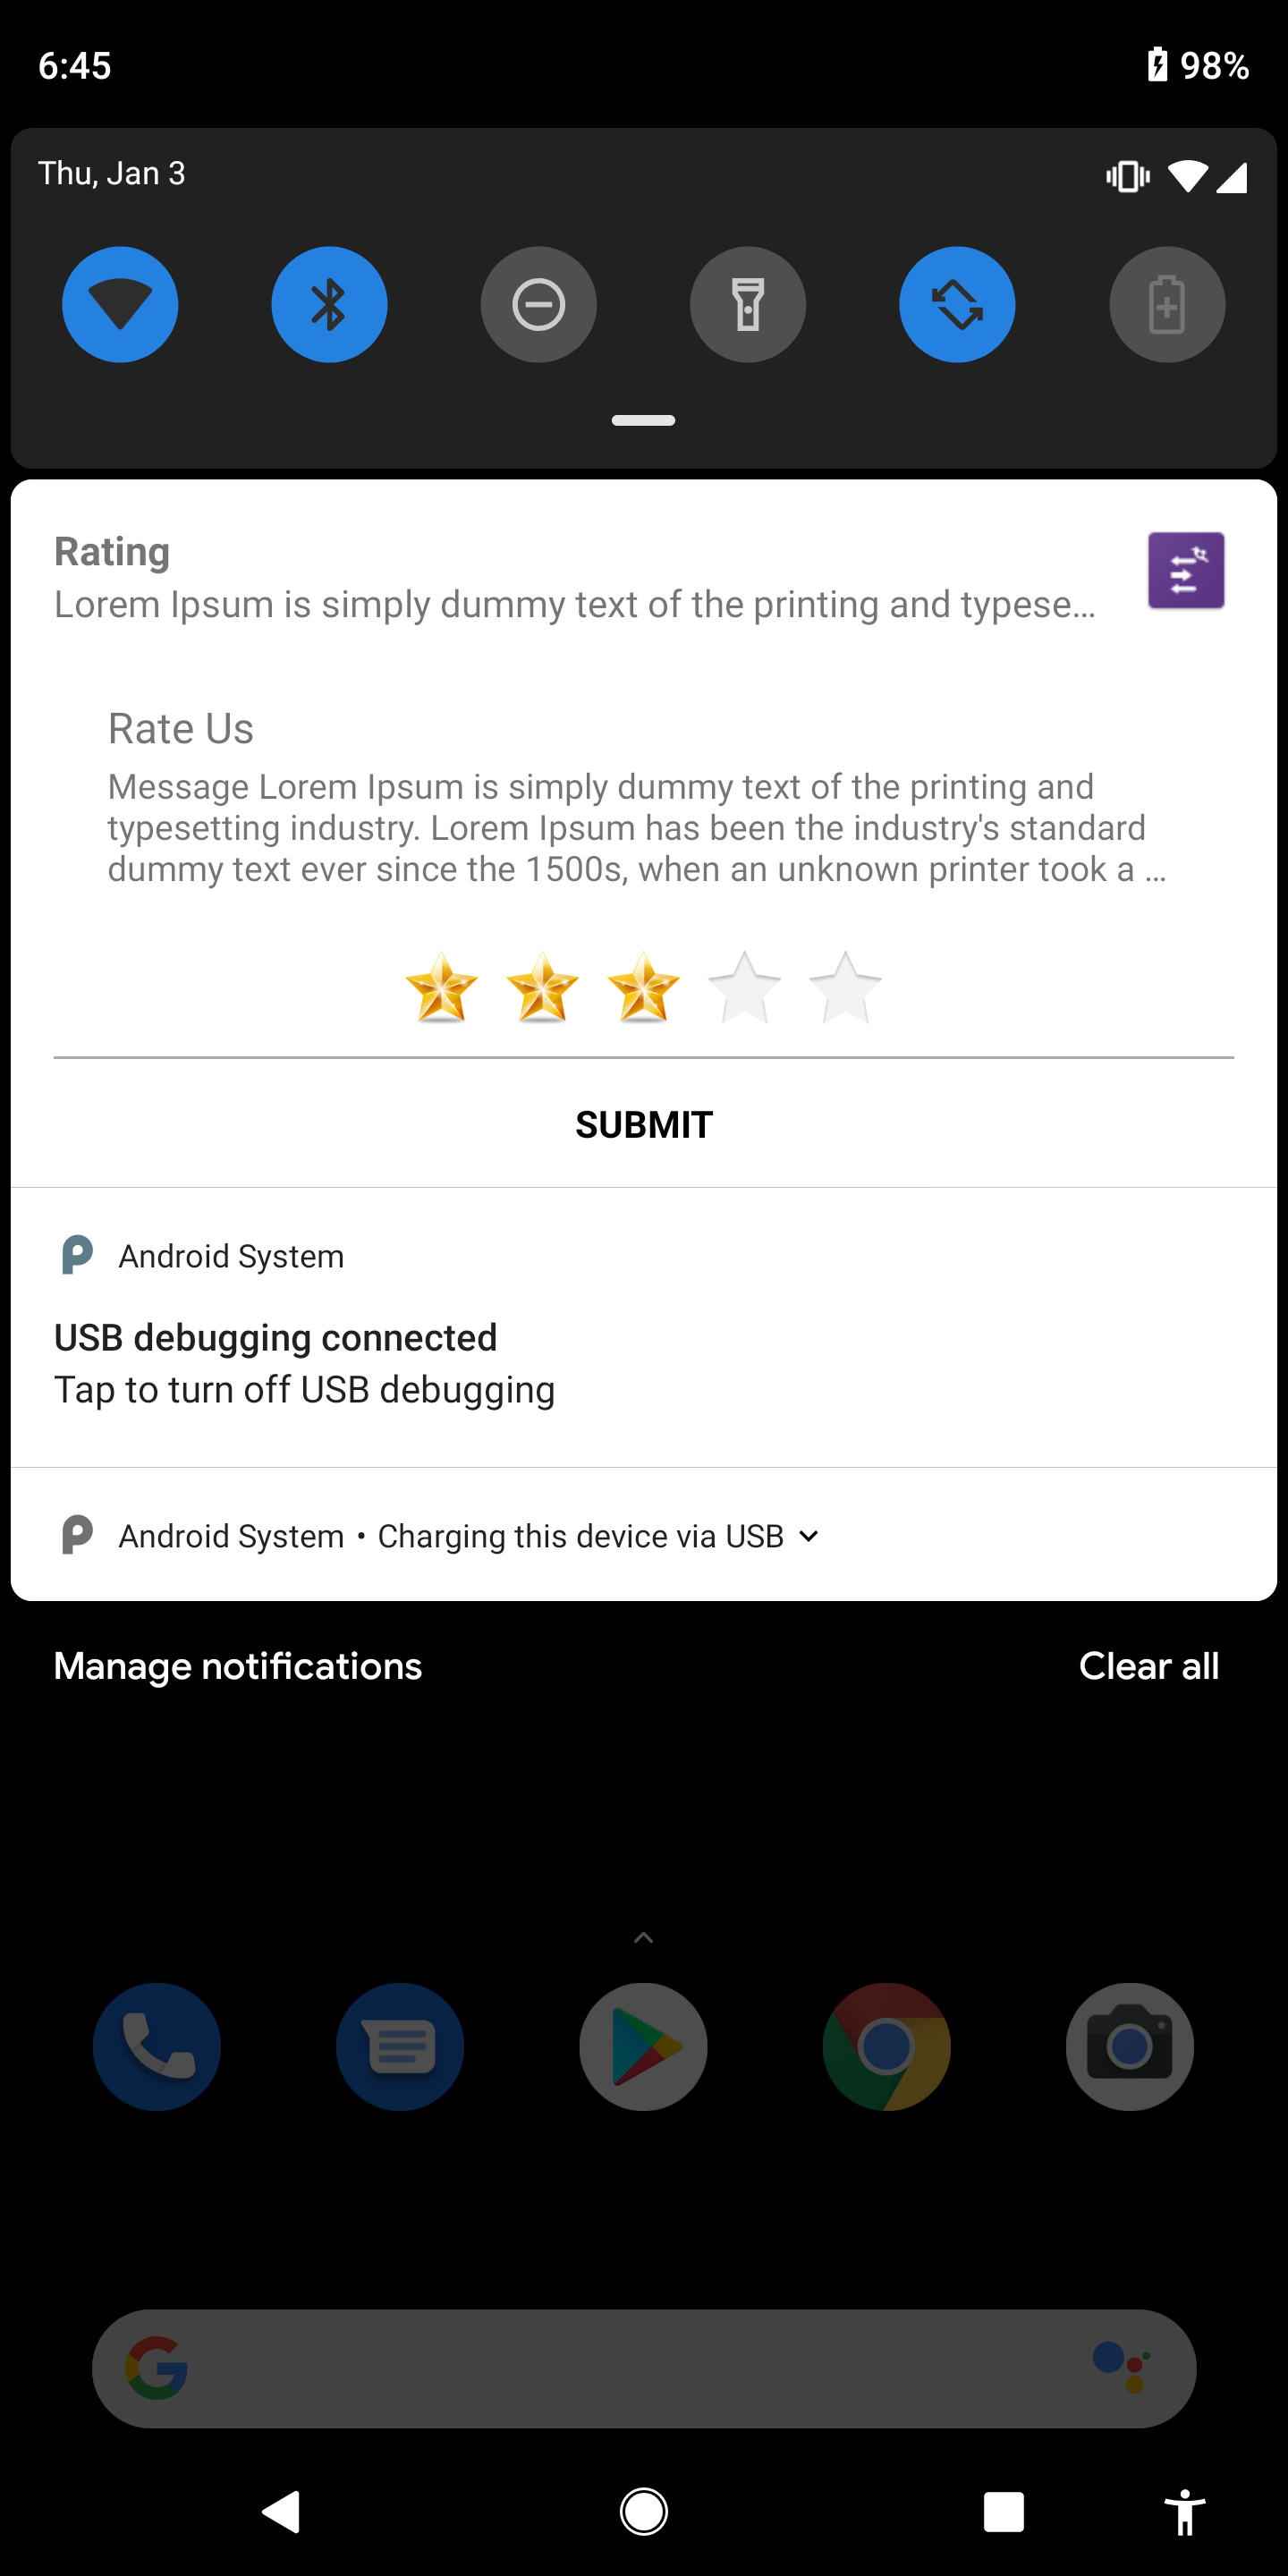 6:45
98%
Thu, Jan 3
Rating
Lorem Ipsum is simply dummy text of the printing and typese…
Rate Us
Message Lorem Ipsum is simply dummy text of the printing and
typesetting industry. Lorem Ipsum has been the industry's standard
dummy text ever since the 1500s, when an unknown printer took a …
SUBMIT
Android System
USB debugging connected
Tap to turn off USB debugging
Android System • Charging this device via USB
Manage notifications
Clear all